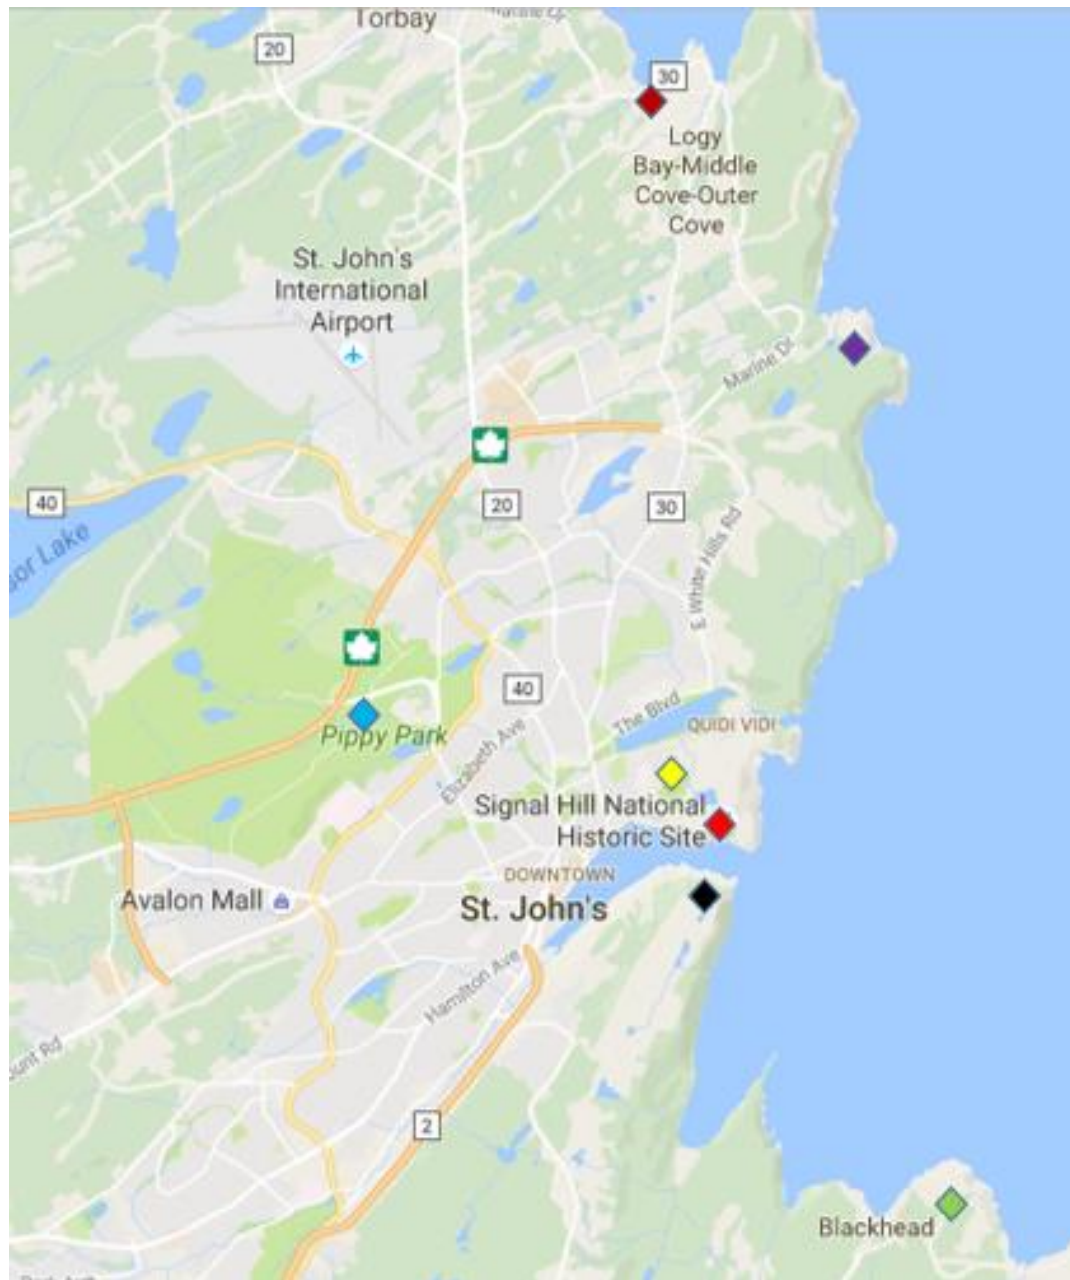 Torbay
20
30
Logy
Bay-Middle
Cove-Outer
Cove
St. John's
International
Airport
Marine Dr
40
20
30
sor Lake
E White Hills Rd
40
The Blvd
QUIDI VIDI
Pippy Park
Elizabeth Ave
Signal Hill National
Historic Site
DOWNTOWN
Avalon Mall
St. John's
Hamilton Ave
unt Rd
2
Blackhead